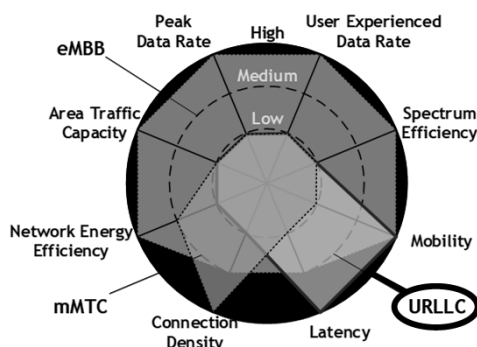 Peak
Data Rate
High
User Experienced
Data Rate
eMBB
Medium
Area Traffic
Capacity
Low
Spectrum
Efficiency
Network Energy
Efficiency
Mobility
mMTC
Connection
Density
Latency
URLLC